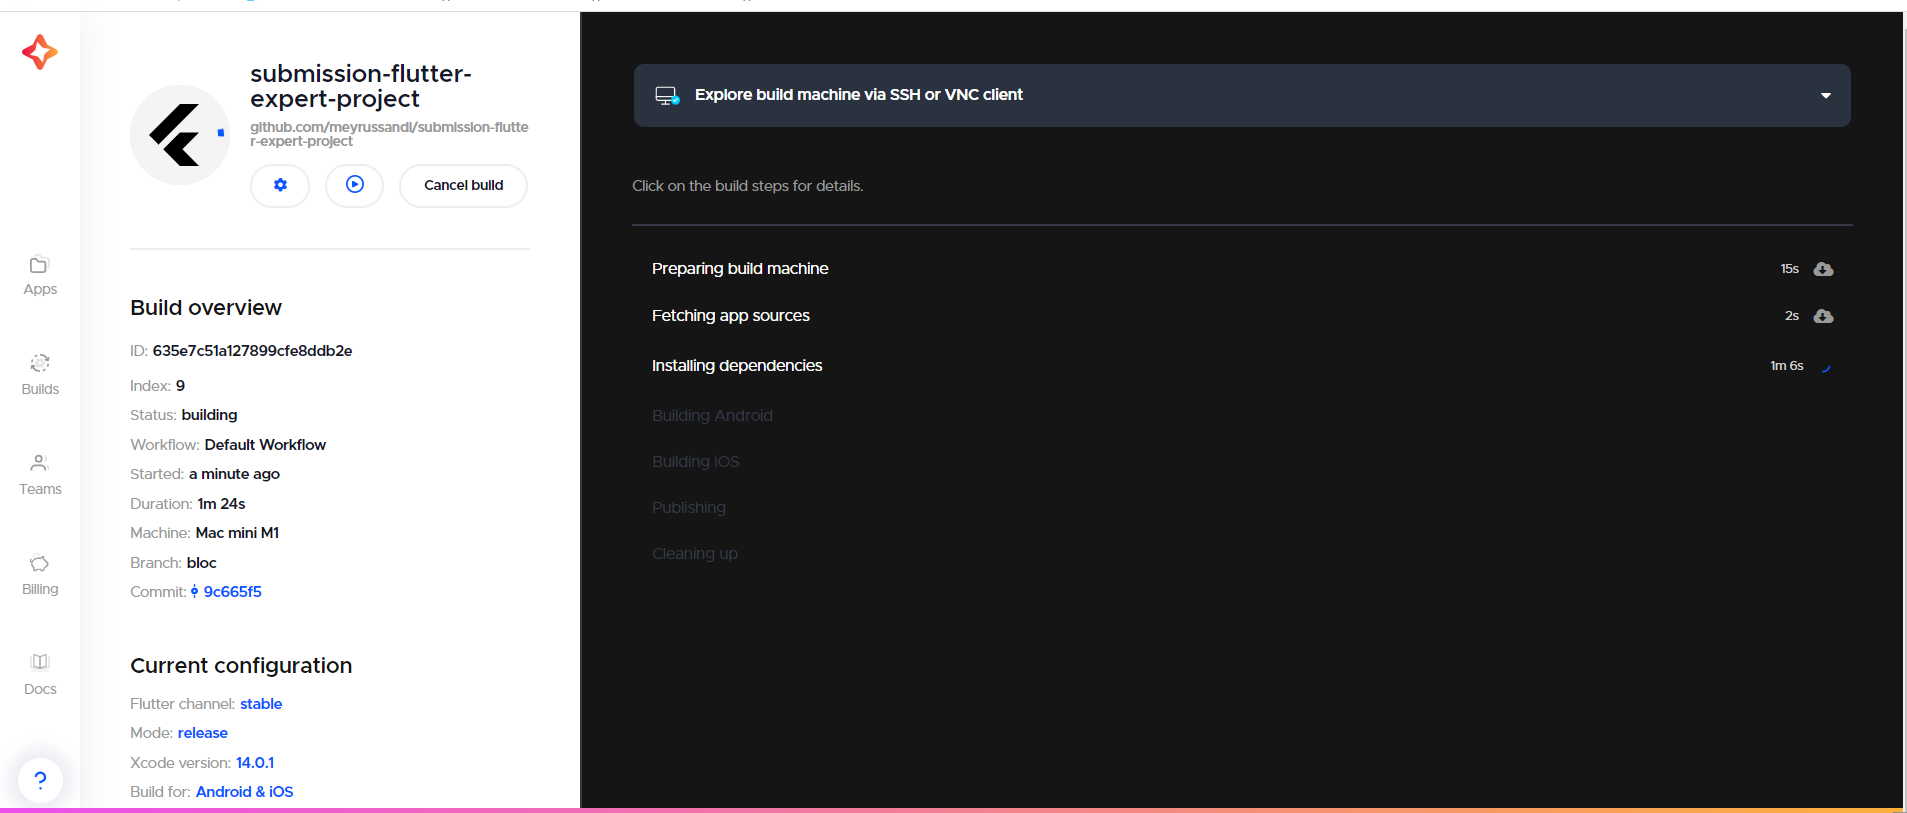 submission-flutter-
expert-project
github.com/meyrussandi/submission-flutte
r-expert-project
Cancel build
Apps
Builds
Teams
Billing
Docs
?
Build overview
ID: 635e7c51a127899cfe8ddb2e
Index: 9
Status: building
Workflow: Default Workflow
Started: a minute ago
Duration: 1m 24s
Machine: Mac mini M1
Branch: bloc
Commit: 9c665f5
Current configuration
Flutter channel: stable
Mode: release
Xcode version: 14.0.1
Build for: Android & iOS
Explore build machine via SSH or VNC client
Click on the build steps for details.
Preparing build machine 15s
Fetching app sources 2s
Installing dependencies 1m 6s
Building Android
Building iOS
Publishing
Cleaning up